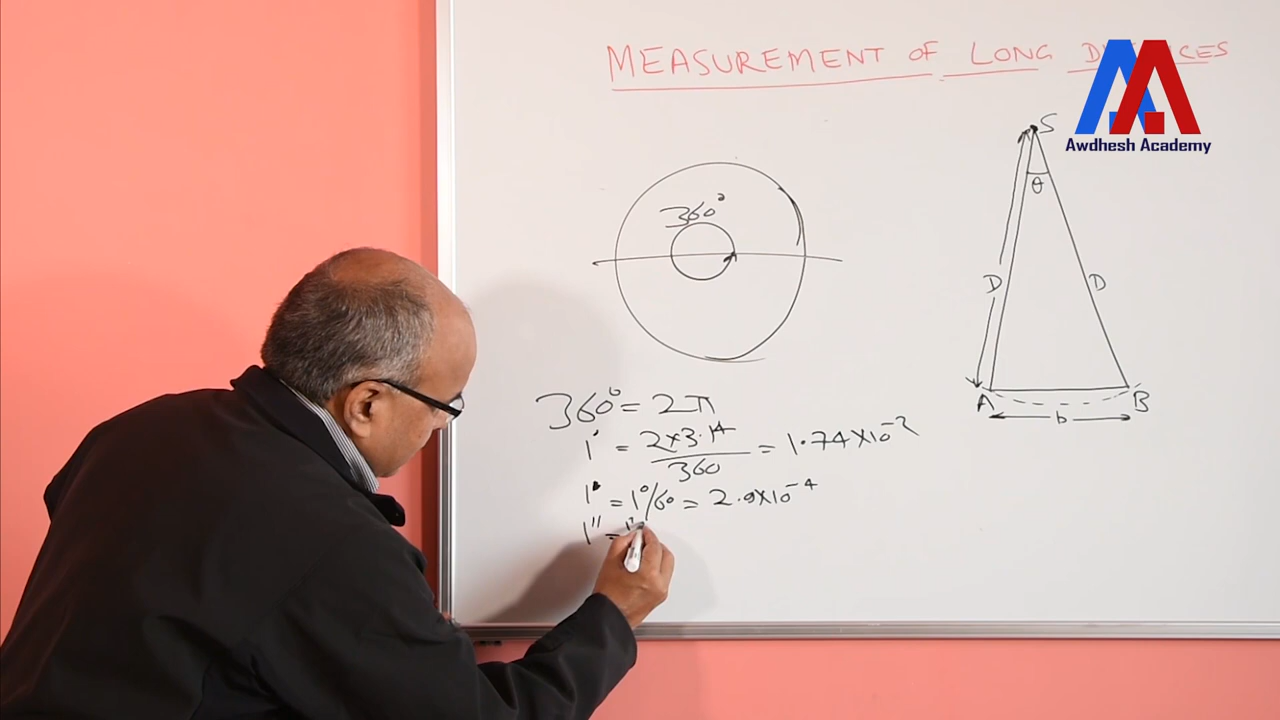 MEASUREMENT OF LONG
Awdhesh Academy
S
θ
360°
D D
A b B
360° = 2π
1° = 2×3.14/360 = 1.74×10⁻²
1' = 1°/60 = 2.9×10⁻⁴
1'' = 1'